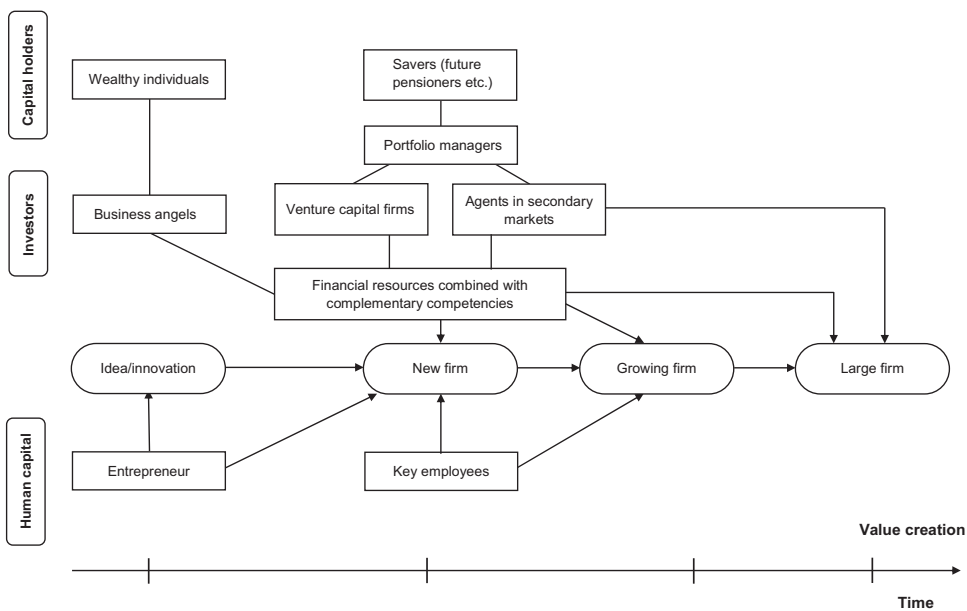 Capital holders
Wealthy individuals
Savers (future
pensioners etc.)
Portfolio managers
Investors
Business angels
Venture capital firms
Agents in secondary
markets
Financial resources combined with
complementary competencies
Idea/innovation
New firm
Growing firm
Large firm
Human capital
Entrepreneur
Key employees
Value creation
Time